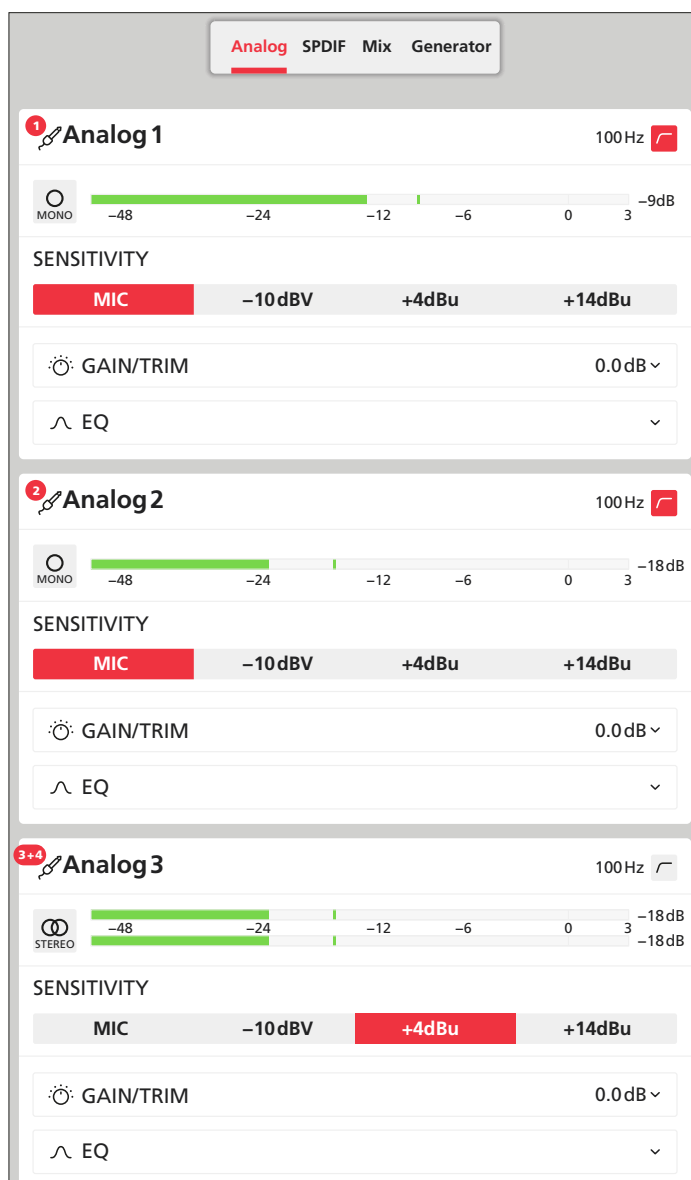 Analog SPDIF Mix Generator
1 Analog 1 100 Hz
MONO −48 −24 −12 −6 0 3 −9dB
SENSITIVITY
MIC −10 dBV +4dBu +14dBu
GAIN/TRIM 0.0 dB
EQ
2 Analog 2 100 Hz
MONO −48 −24 −12 −6 0 3 −18 dB
SENSITIVITY
MIC −10 dBV +4dBu +14dBu
GAIN/TRIM 0.0 dB
EQ
3+4 Analog 3 100 Hz
−18 dB
STEREO −48 −24 −12 −6 0 3
−18 dB
SENSITIVITY
MIC −10 dBV +4dBu +14dBu
GAIN/TRIM 0.0 dB
EQ